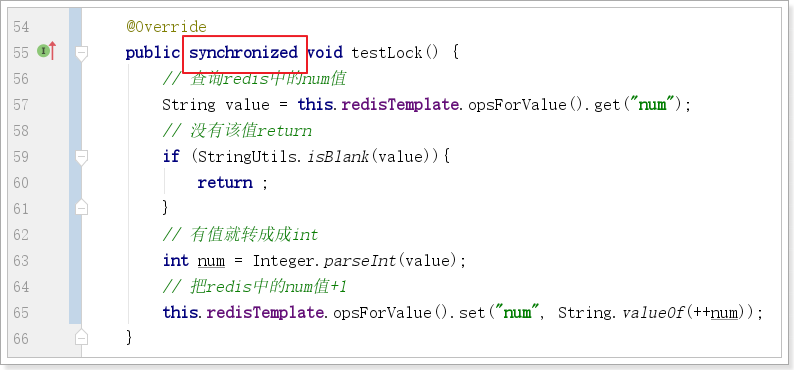 54 @Override
55 public synchronized void testLock() {
56 // 查询redis中的num值
57 String value = this.redisTemplate.opsForValue().get("num");
58 // 没有该值return
59 if (StringUtils.isBlank(value)){
60 return ;
61 }
62 // 有值就转成成int
63 int num = Integer.parseInt(value);
64 // 把redis中的num值+1
65 this.redisTemplate.opsForValue().set("num", String.valueOf(++num));
66 }